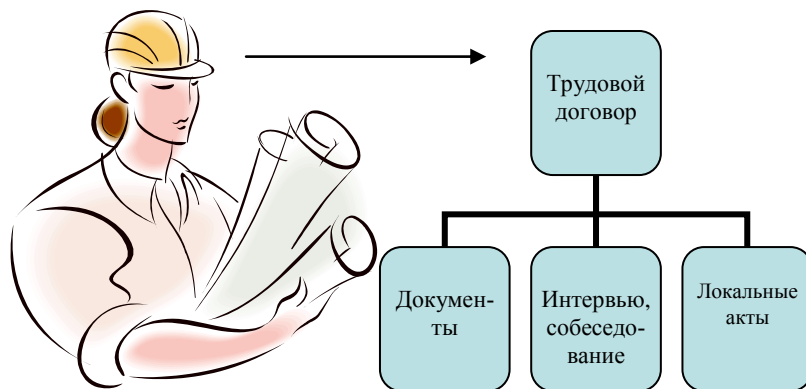 Трудовой
договор
Докумен-
ты
Интервью,
собеседо-
вание
Локальные
акты